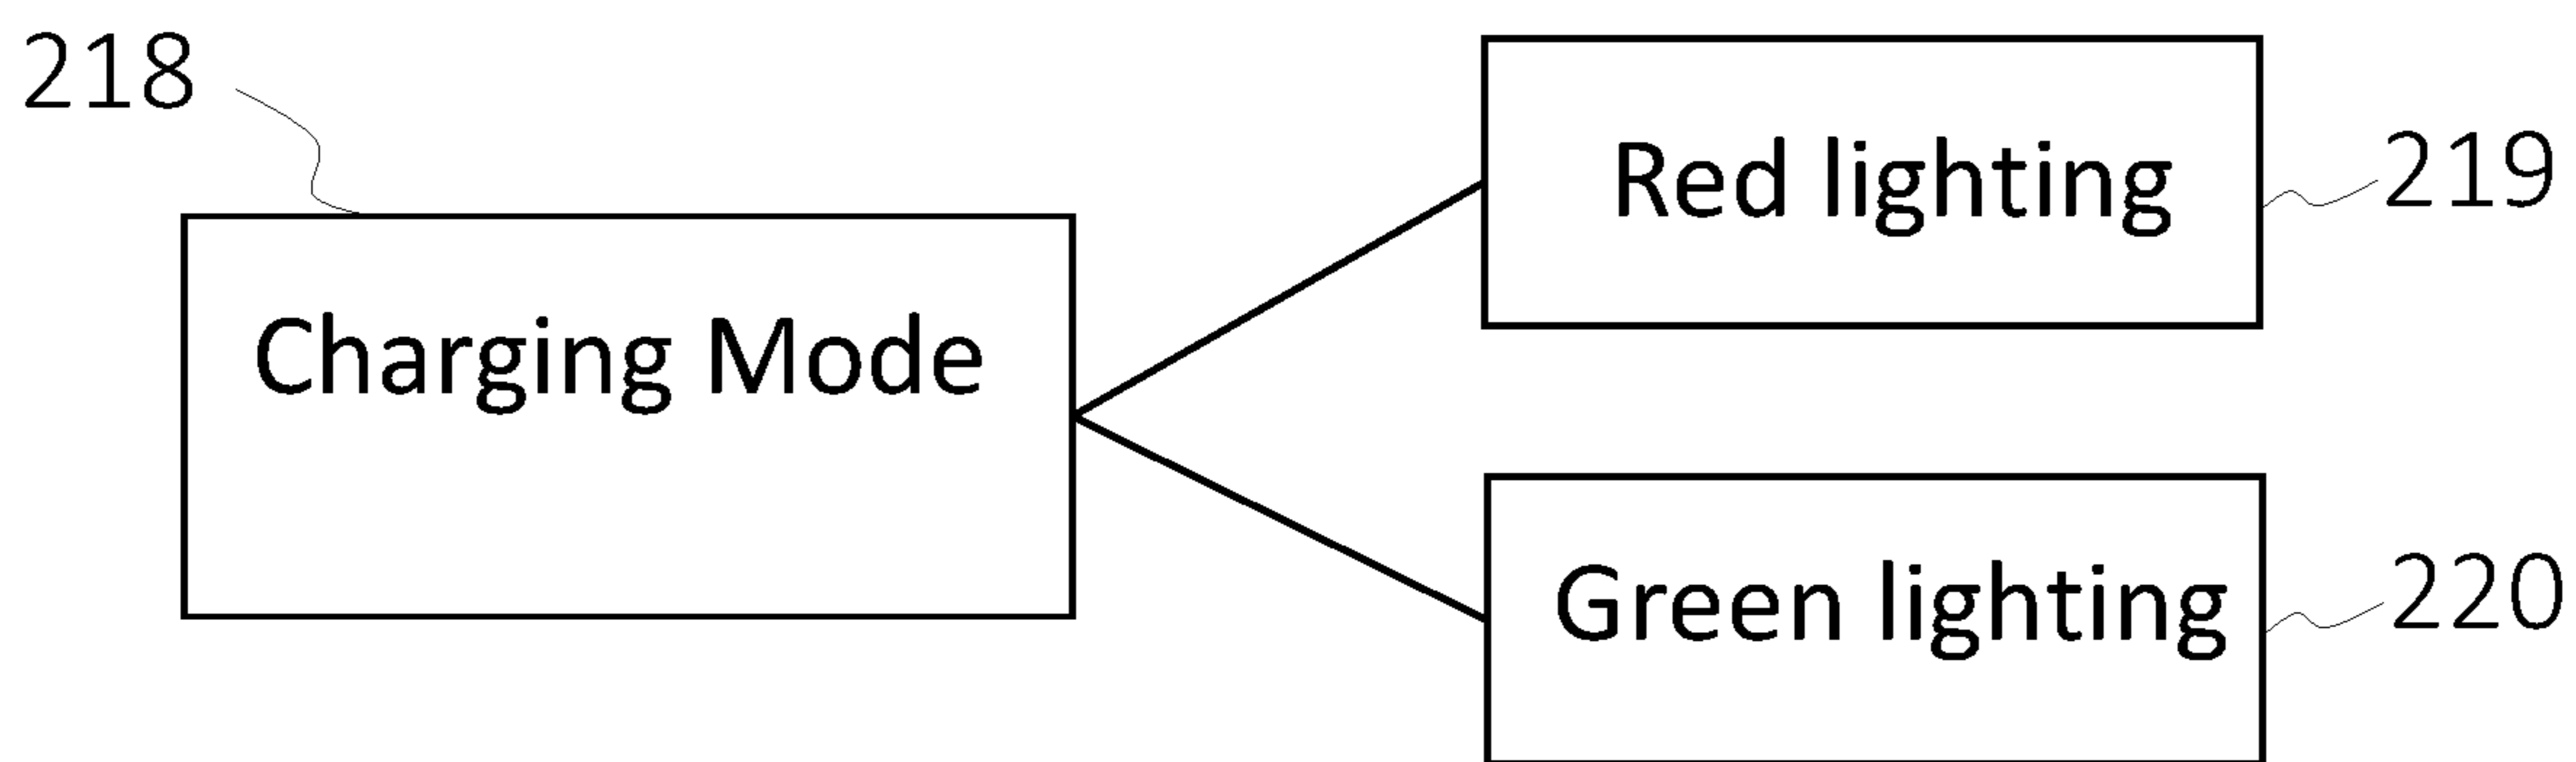 218
Charging Mode
Red lighting
219
Green lighting
220